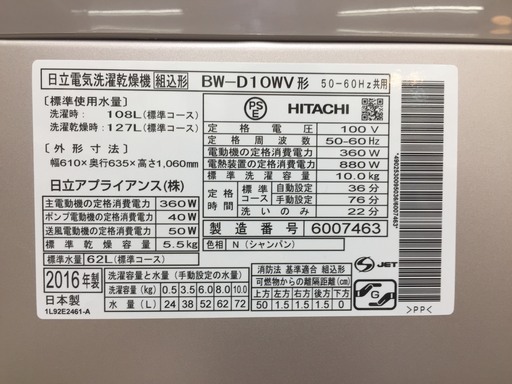 日立電気洗濯乾燥機 組込形 BW-D10WV形 50-60Hz共用
〔標準使用水量〕
洗濯時：108L(標準コース)
洗濯乾燥時：127L(標準コース)
〔外形寸法〕
幅610×奥行635×高さ1,060mm
日立アプライアンス(株)
主電動機の定格消費電力 360W
ポンプ電動機の定格消費電力 40W
送風電動機の定格消費電力 50W
標準乾燥容量 5.5kg
標準水量 62L(標準コース)
PS
E
HITACHI
定格電圧 100V
定格周波数 50-60Hz
電動機の定格消費電力 360W
電熱装置の定格消費電力 880W
標準洗濯容量 10.0kg
定格時間 標準コース 自動設定 36分
手動設定 76分
洗いのみ 22分
製造番号 6007463
色相 N (シャンパン)
2016年製
日本製
1L92E2461-A
洗濯容量と水量 (手動設定の水量)
容量(kg) 0.5 3.5 6.0 8.0 10.0
水量(L) 24 38 52 62 72
消防法 基準適合 組込形
可燃物からの離隔距離(cm)
上方 左方 右方 前方 後方 下方
50 1.5 1.5 1.5 1.5 0
JET
G
>PP<